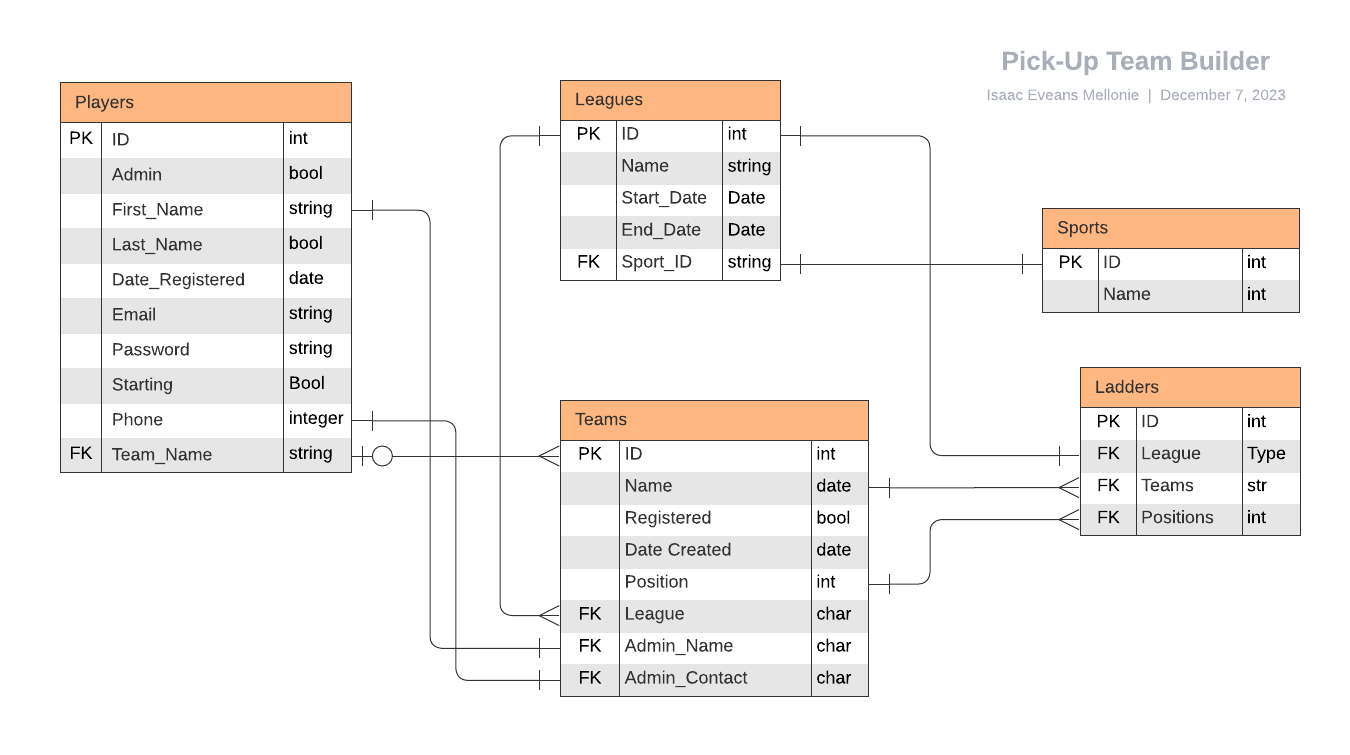 Pick-Up Team Builder
Isaac Eveans Mellonie | December 7, 2023
Players
PK ID int
Admin bool
First_Name string
Last_Name bool
Date_Registered date
Email string
Password string
Starting Bool
Phone integer
FK Team_Name string
Leagues
PK ID int
Name string
Start_Date Date
End_Date Date
FK Sport_ID string
Sports
PK ID int
Name int
Teams
PK ID int
Name date
Registered bool
Date Created date
Position int
FK League char
FK Admin_Name char
FK Admin_Contact char
Ladders
PK ID int
FK League Type
FK Teams str
FK Positions int